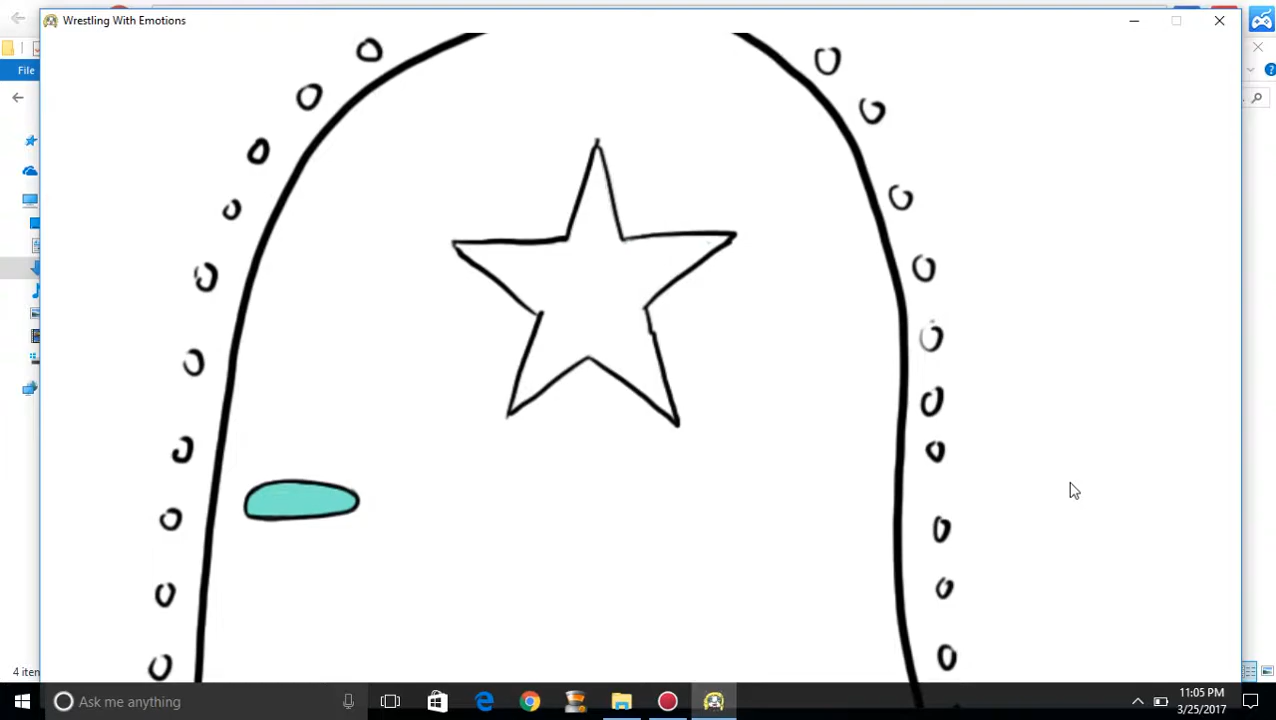 Wrestling With Emotions
File
4 item
Ask me anything
11:05 PM
3/25/2017